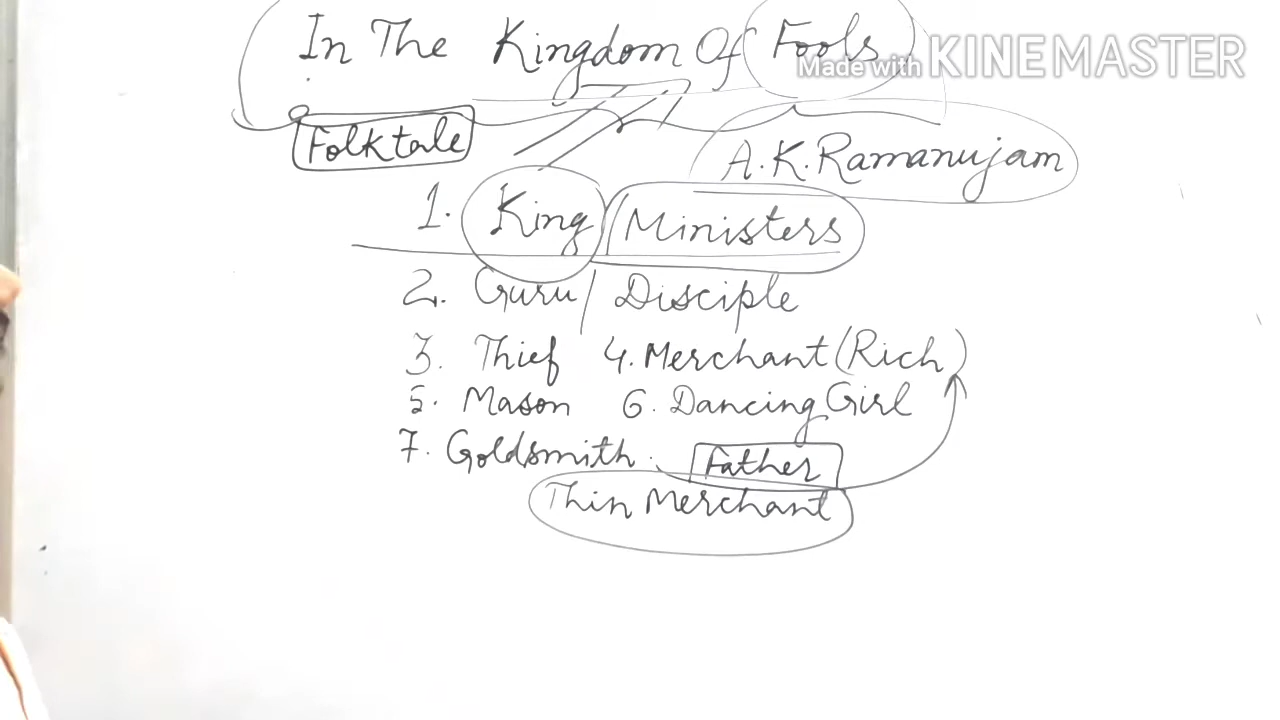 In The Kingdom Of Fools
Made with KINEMASTER
Folktale
A.K. Ramanujam
1. King / Ministers
2. Guru / Disciple
3. Thief 4. Merchant (Rich)
5. Mason 6. Dancing Girl
7. Goldsmith. Father
Thin Merchant